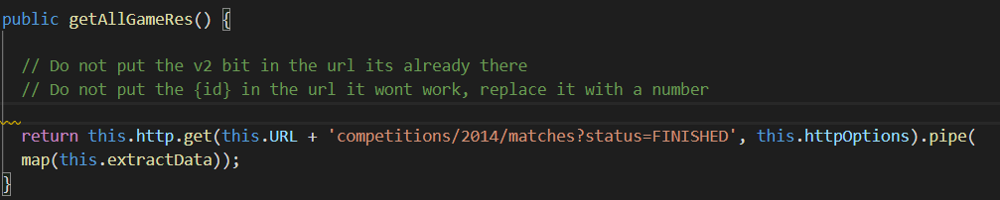 public getAllGameRes() {
// Do not put the v2 bit in the url its already there
// Do not put the {id} in the url it wont work, replace it with a number
return this.http.get(this.URL + 'competitions/2014/matches?status=FINISHED', this.httpOptions).pipe(
map(this.extractData));
}